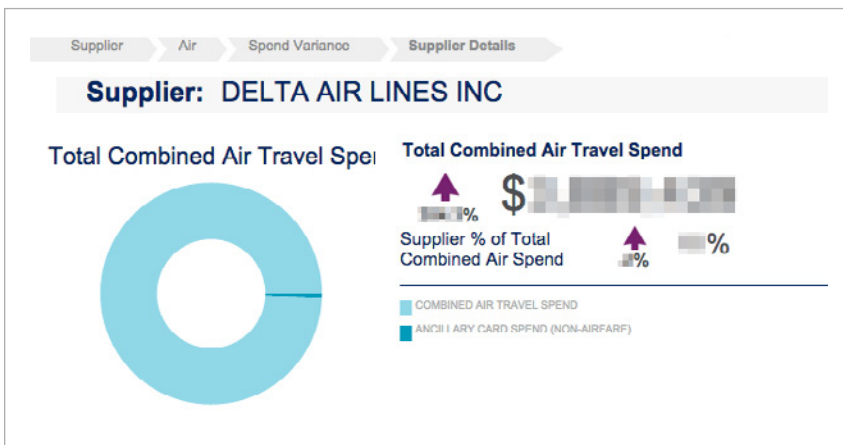 Supplier Air Spend Variance Supplier Details
Supplier: DELTA AIR LINES INC
Total Combined Air Travel Spe
Total Combined Air Travel Spend
% $
Supplier % of Total
Combined Air Spend
% %
COMBINED AIR TRAVEL SPEND
ANCILLARY CARD SPEND (NON-AIRFARE)